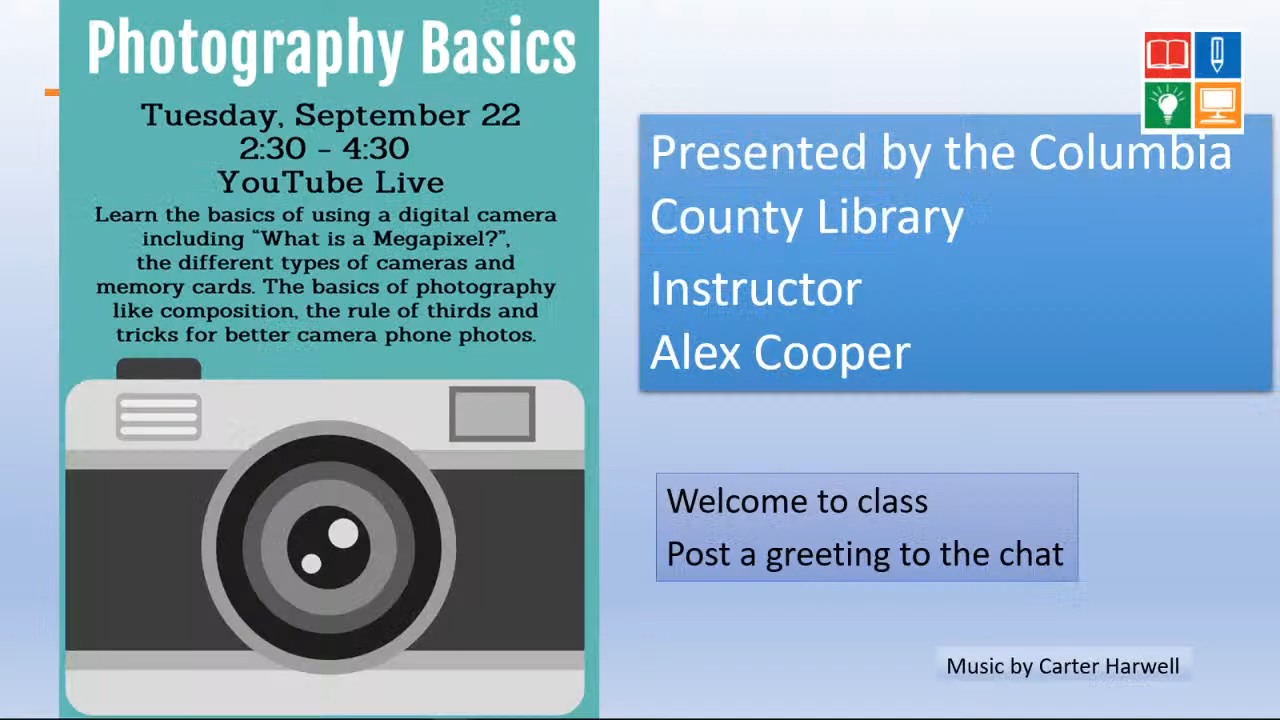 Photography Basics
Tuesday, September 22
2:30 - 4:30
YouTube Live
Learn the basics of using a digital camera
including “What is a Megapixel?”,
the different types of cameras and
memory cards. The basics of photography
like composition, the rule of thirds and
tricks for better camera phone photos.
Presented by the Columbia
County Library
Instructor
Alex Cooper
Welcome to class
Post a greeting to the chat
Music by Carter Harwell